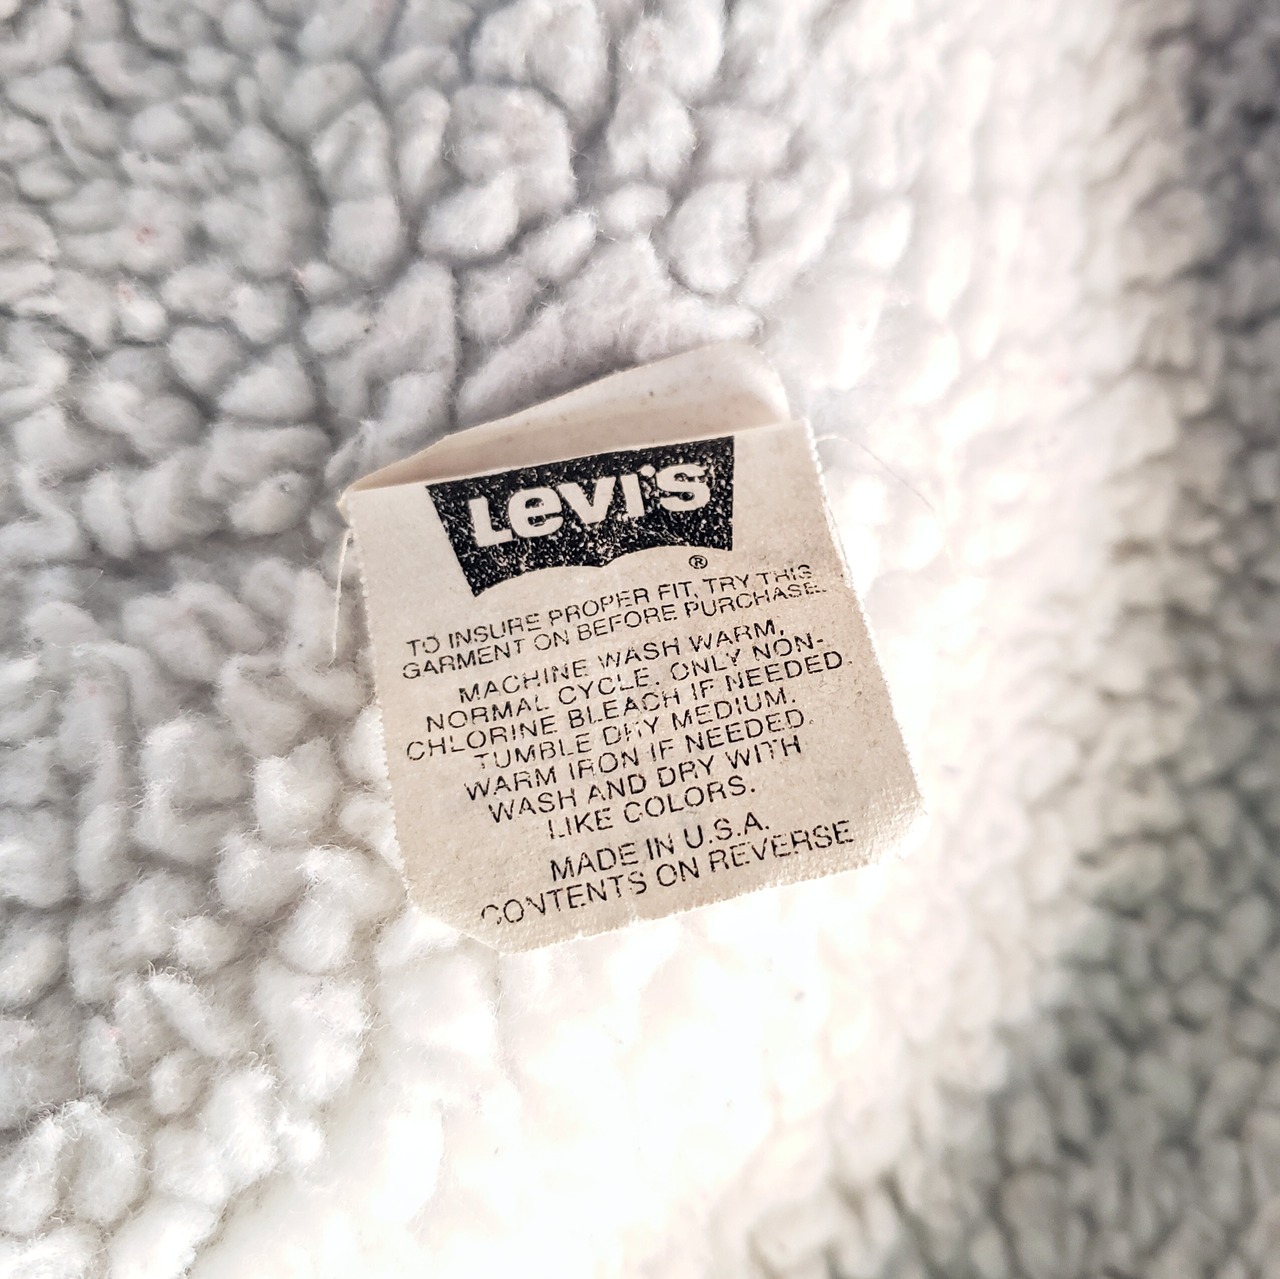 Levi's
®
TO INSURE PROPER FIT, TRY THIS
GARMENT ON BEFORE PURCHASE.
MACHINE WASH WARM,
NORMAL CYCLE. ONLY NON-
CHLORINE BLEACH IF NEEDED.
TUMBLE DRY MEDIUM.
WARM IRON IF NEEDED.
WASH AND DRY WITH
LIKE COLORS.
MADE IN U.S.A.
CONTENTS ON REVERSE